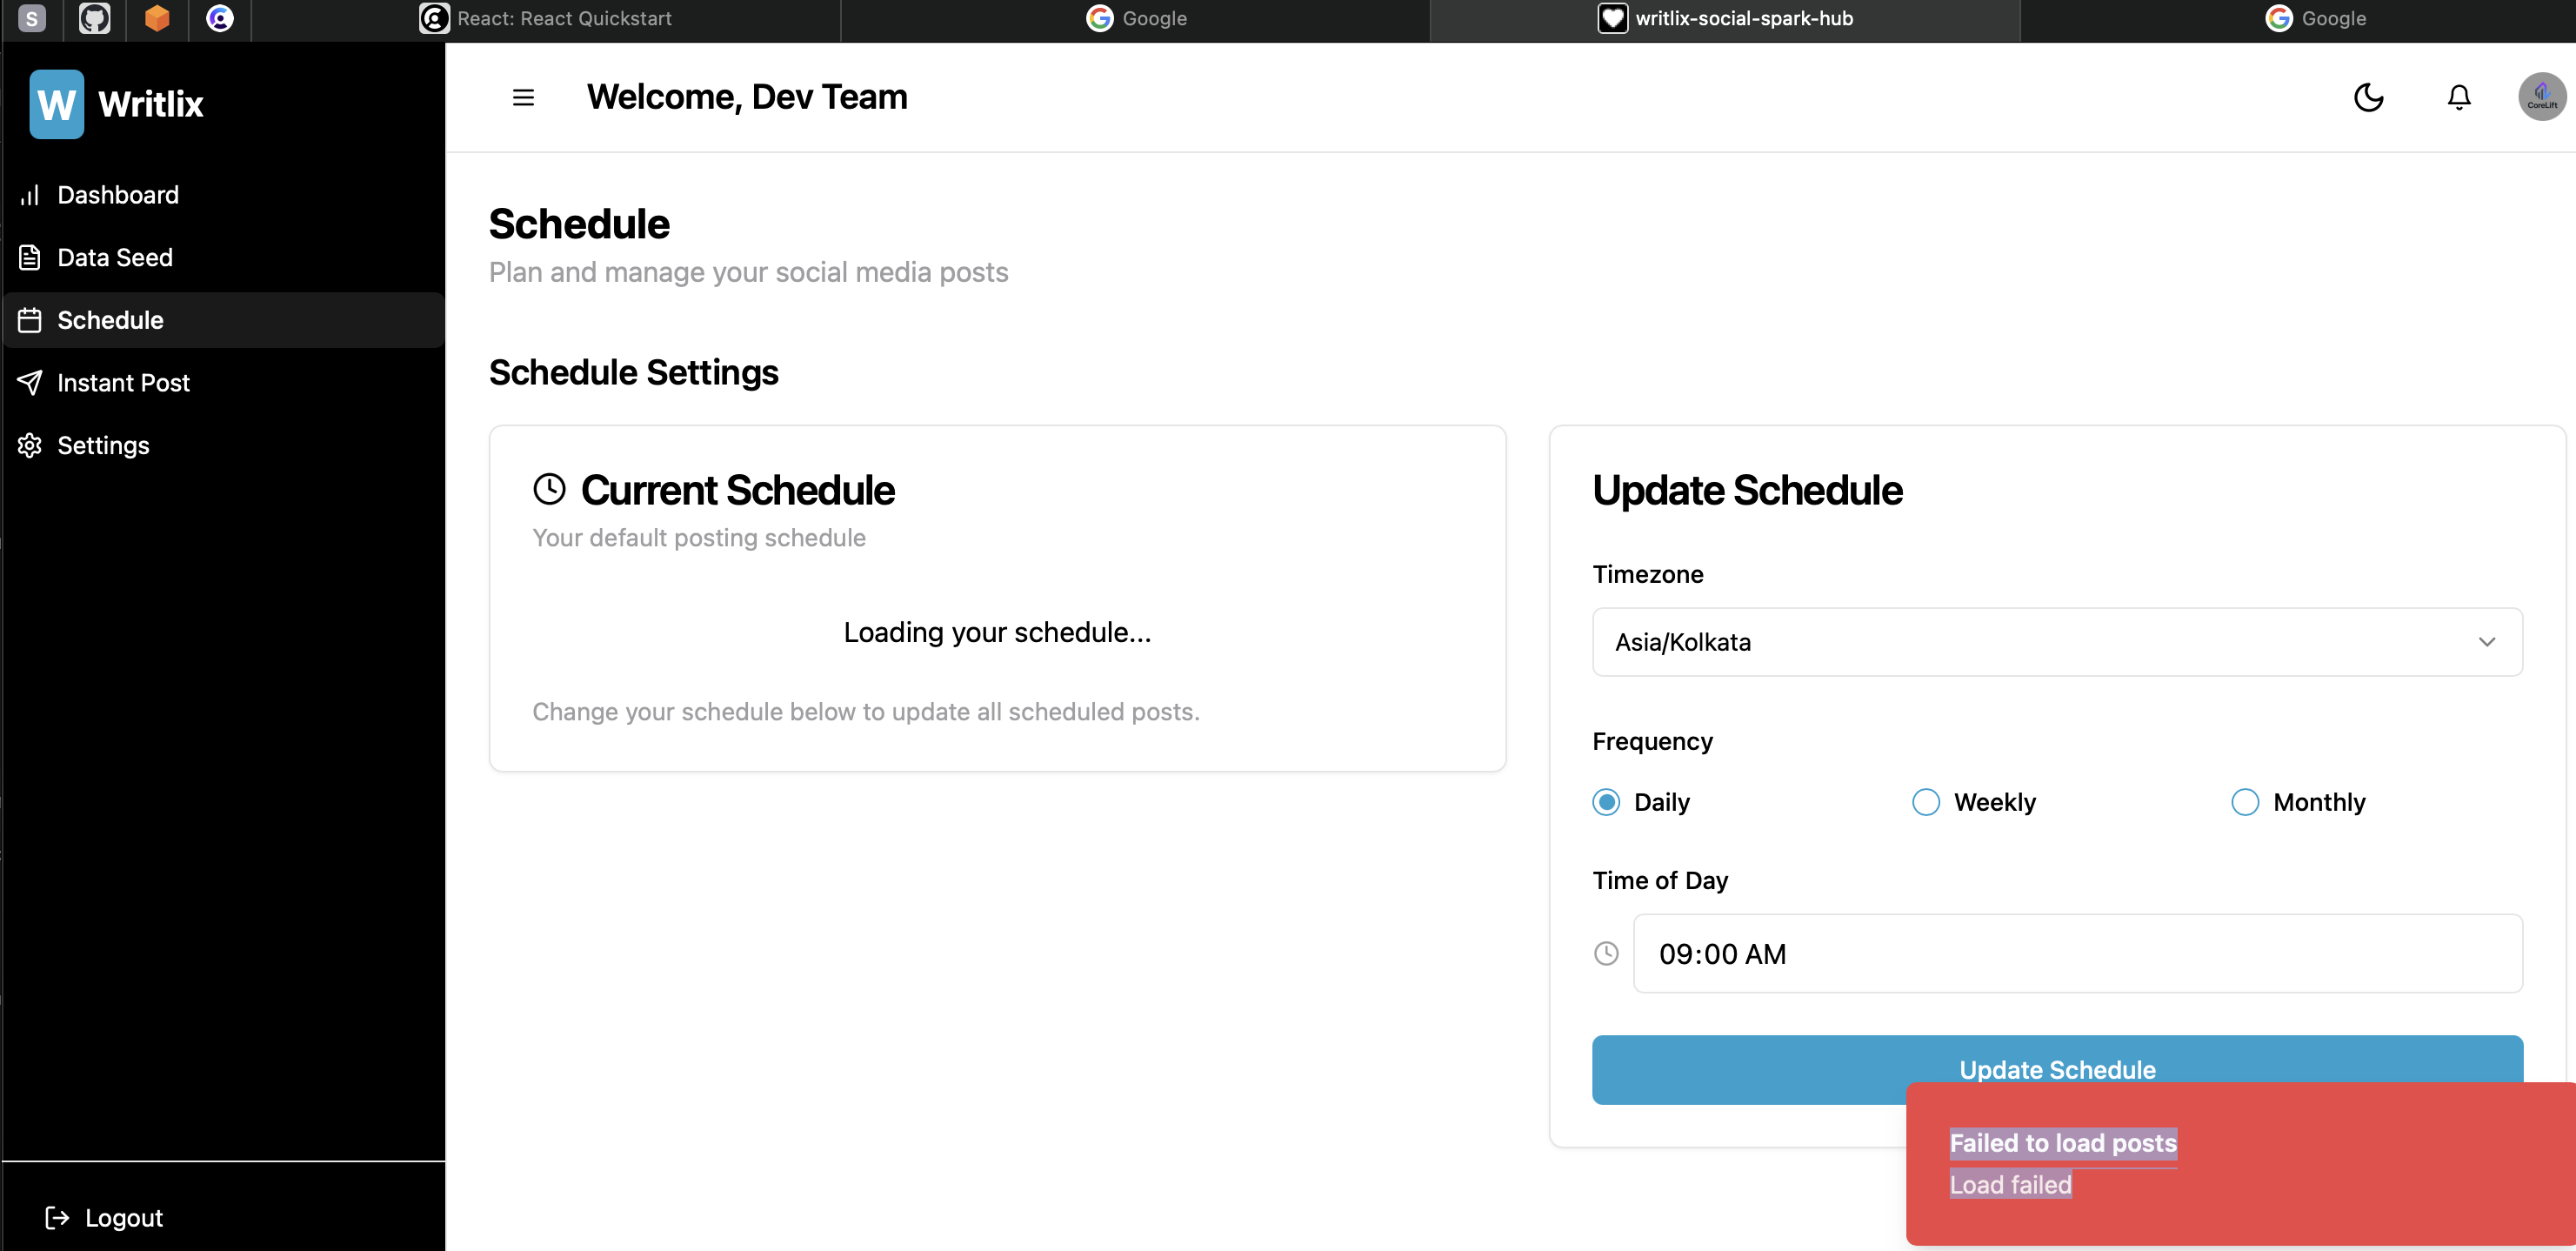 S
React: React Quickstart
Google
writlix-social-spark-hub
Google
W Writlix
Welcome, Dev Team
CoreLift
Dashboard
Data Seed
Schedule
Instant Post
Settings
Logout
Schedule
Plan and manage your social media posts
Schedule Settings
Current Schedule
Your default posting schedule
Loading your schedule...
Change your schedule below to update all scheduled posts.
Update Schedule
Timezone
Asia/Kolkata
Frequency
Daily
Weekly
Monthly
Time of Day
09:00 AM
Update Schedule
Failed to load posts
Load failed